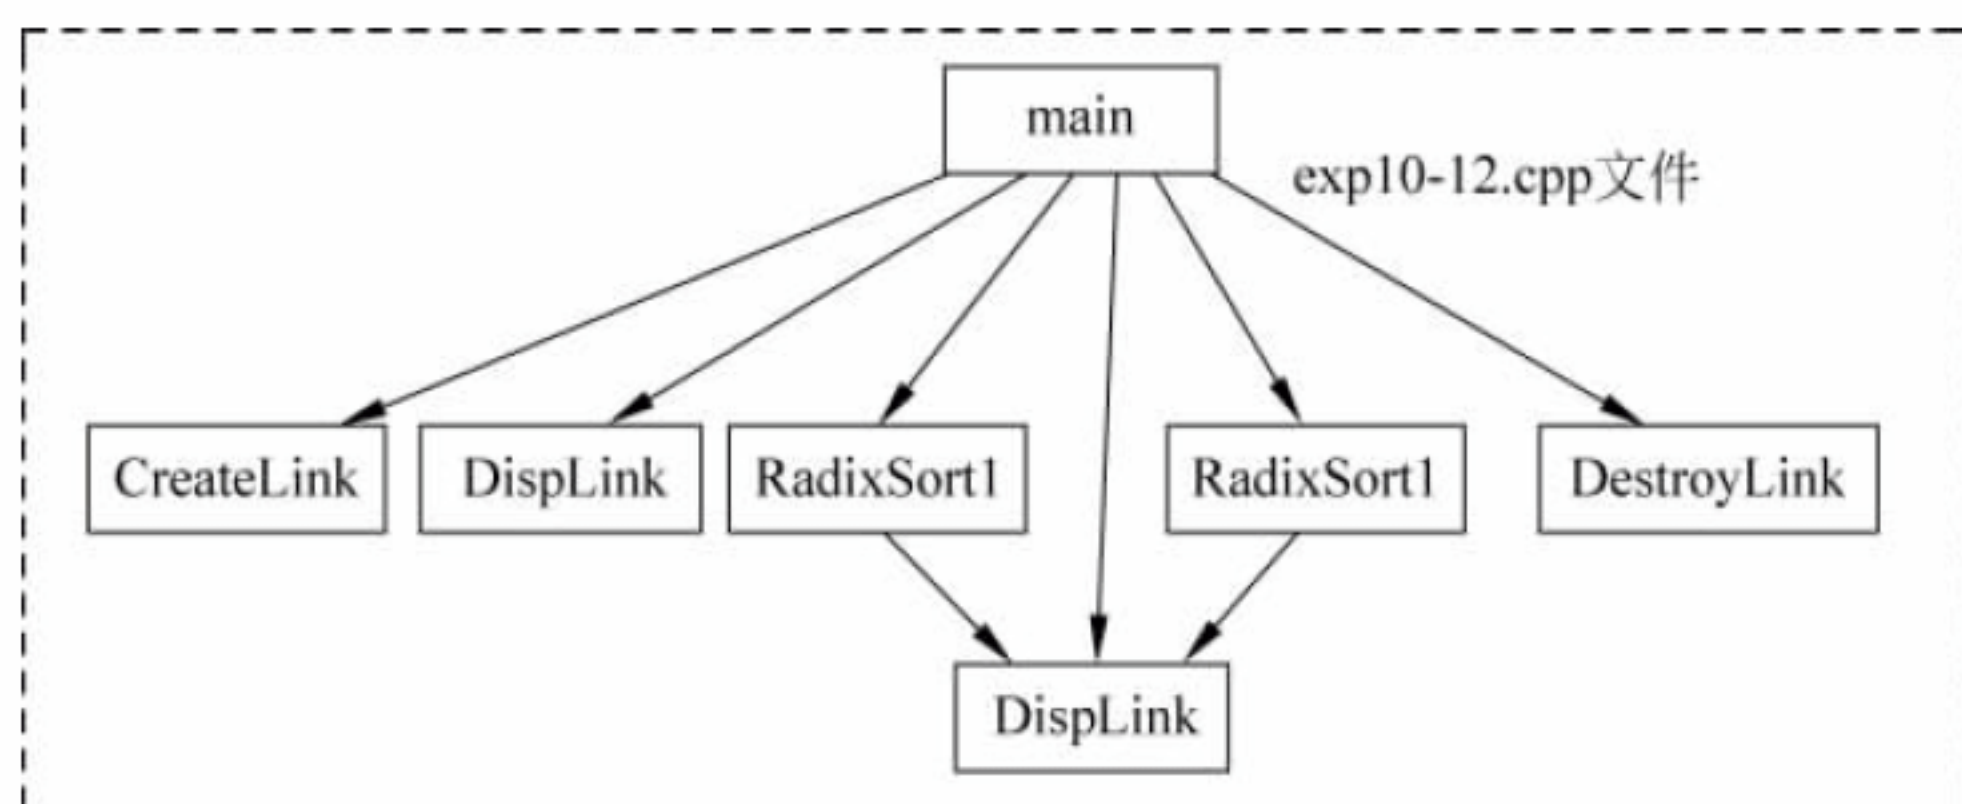 main
exp10-12.cpp文件
CreateLink
DispLink
RadixSort1
RadixSort1
DestroyLink
DispLink